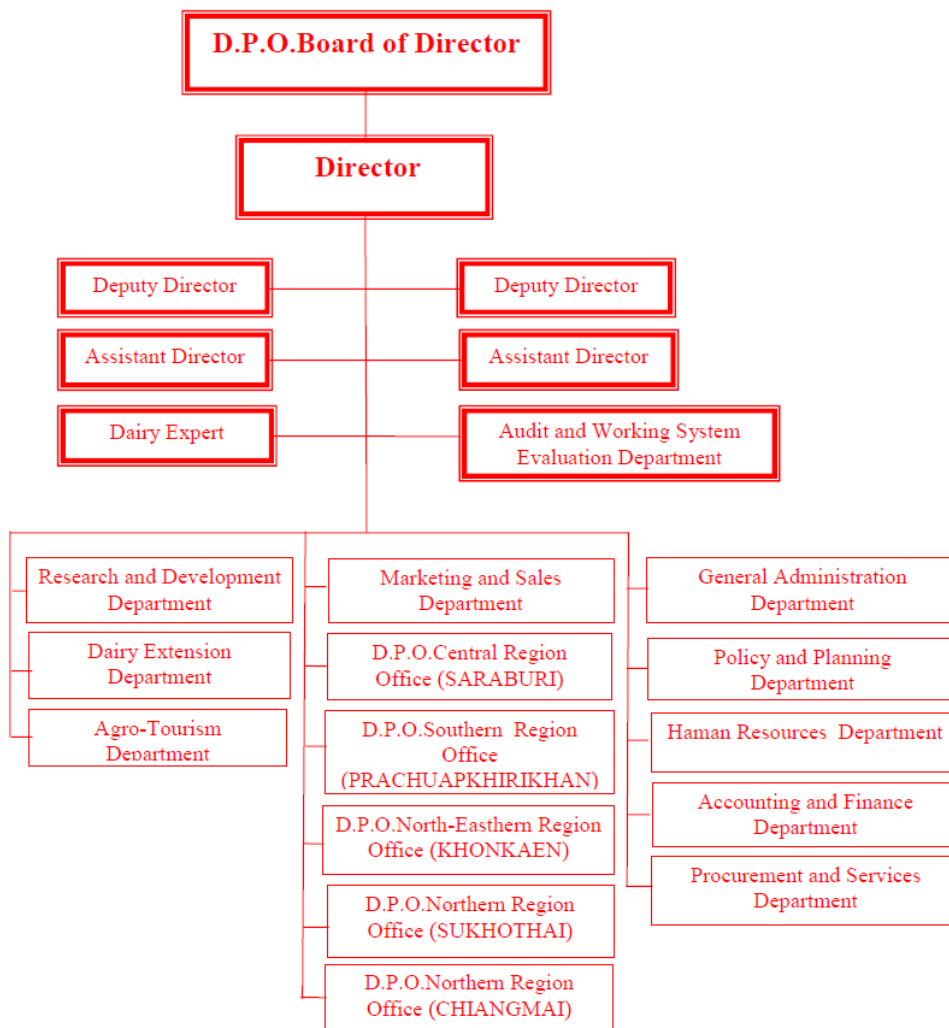 D.P.O.Board of Director
Director
Deputy Director
Deputy Director
Assistant Director
Assistant Director
Dairy Expert
Audit and Working System
Evaluation Department
Research and Development
Department
Dairy Extension
Department
Agro-Tourism
Department
Marketing and Sales
Department
D.P.O.Central Region
Office (SARABURI)
D.P.O.Southern Region
Office
(PRACHUAPKHIRIKHAN)
D.P.O.North-Easthern Region
Office (KHONKAEN)
D.P.O.Northern Region
Office (SUKHOTHAI)
D.P.O.Northern Region
Office (CHIANGMAI)
General Administration
Department
Policy and Planning
Department
Haman Resources Department
Accounting and Finance
Department
Procurement and Services
Department